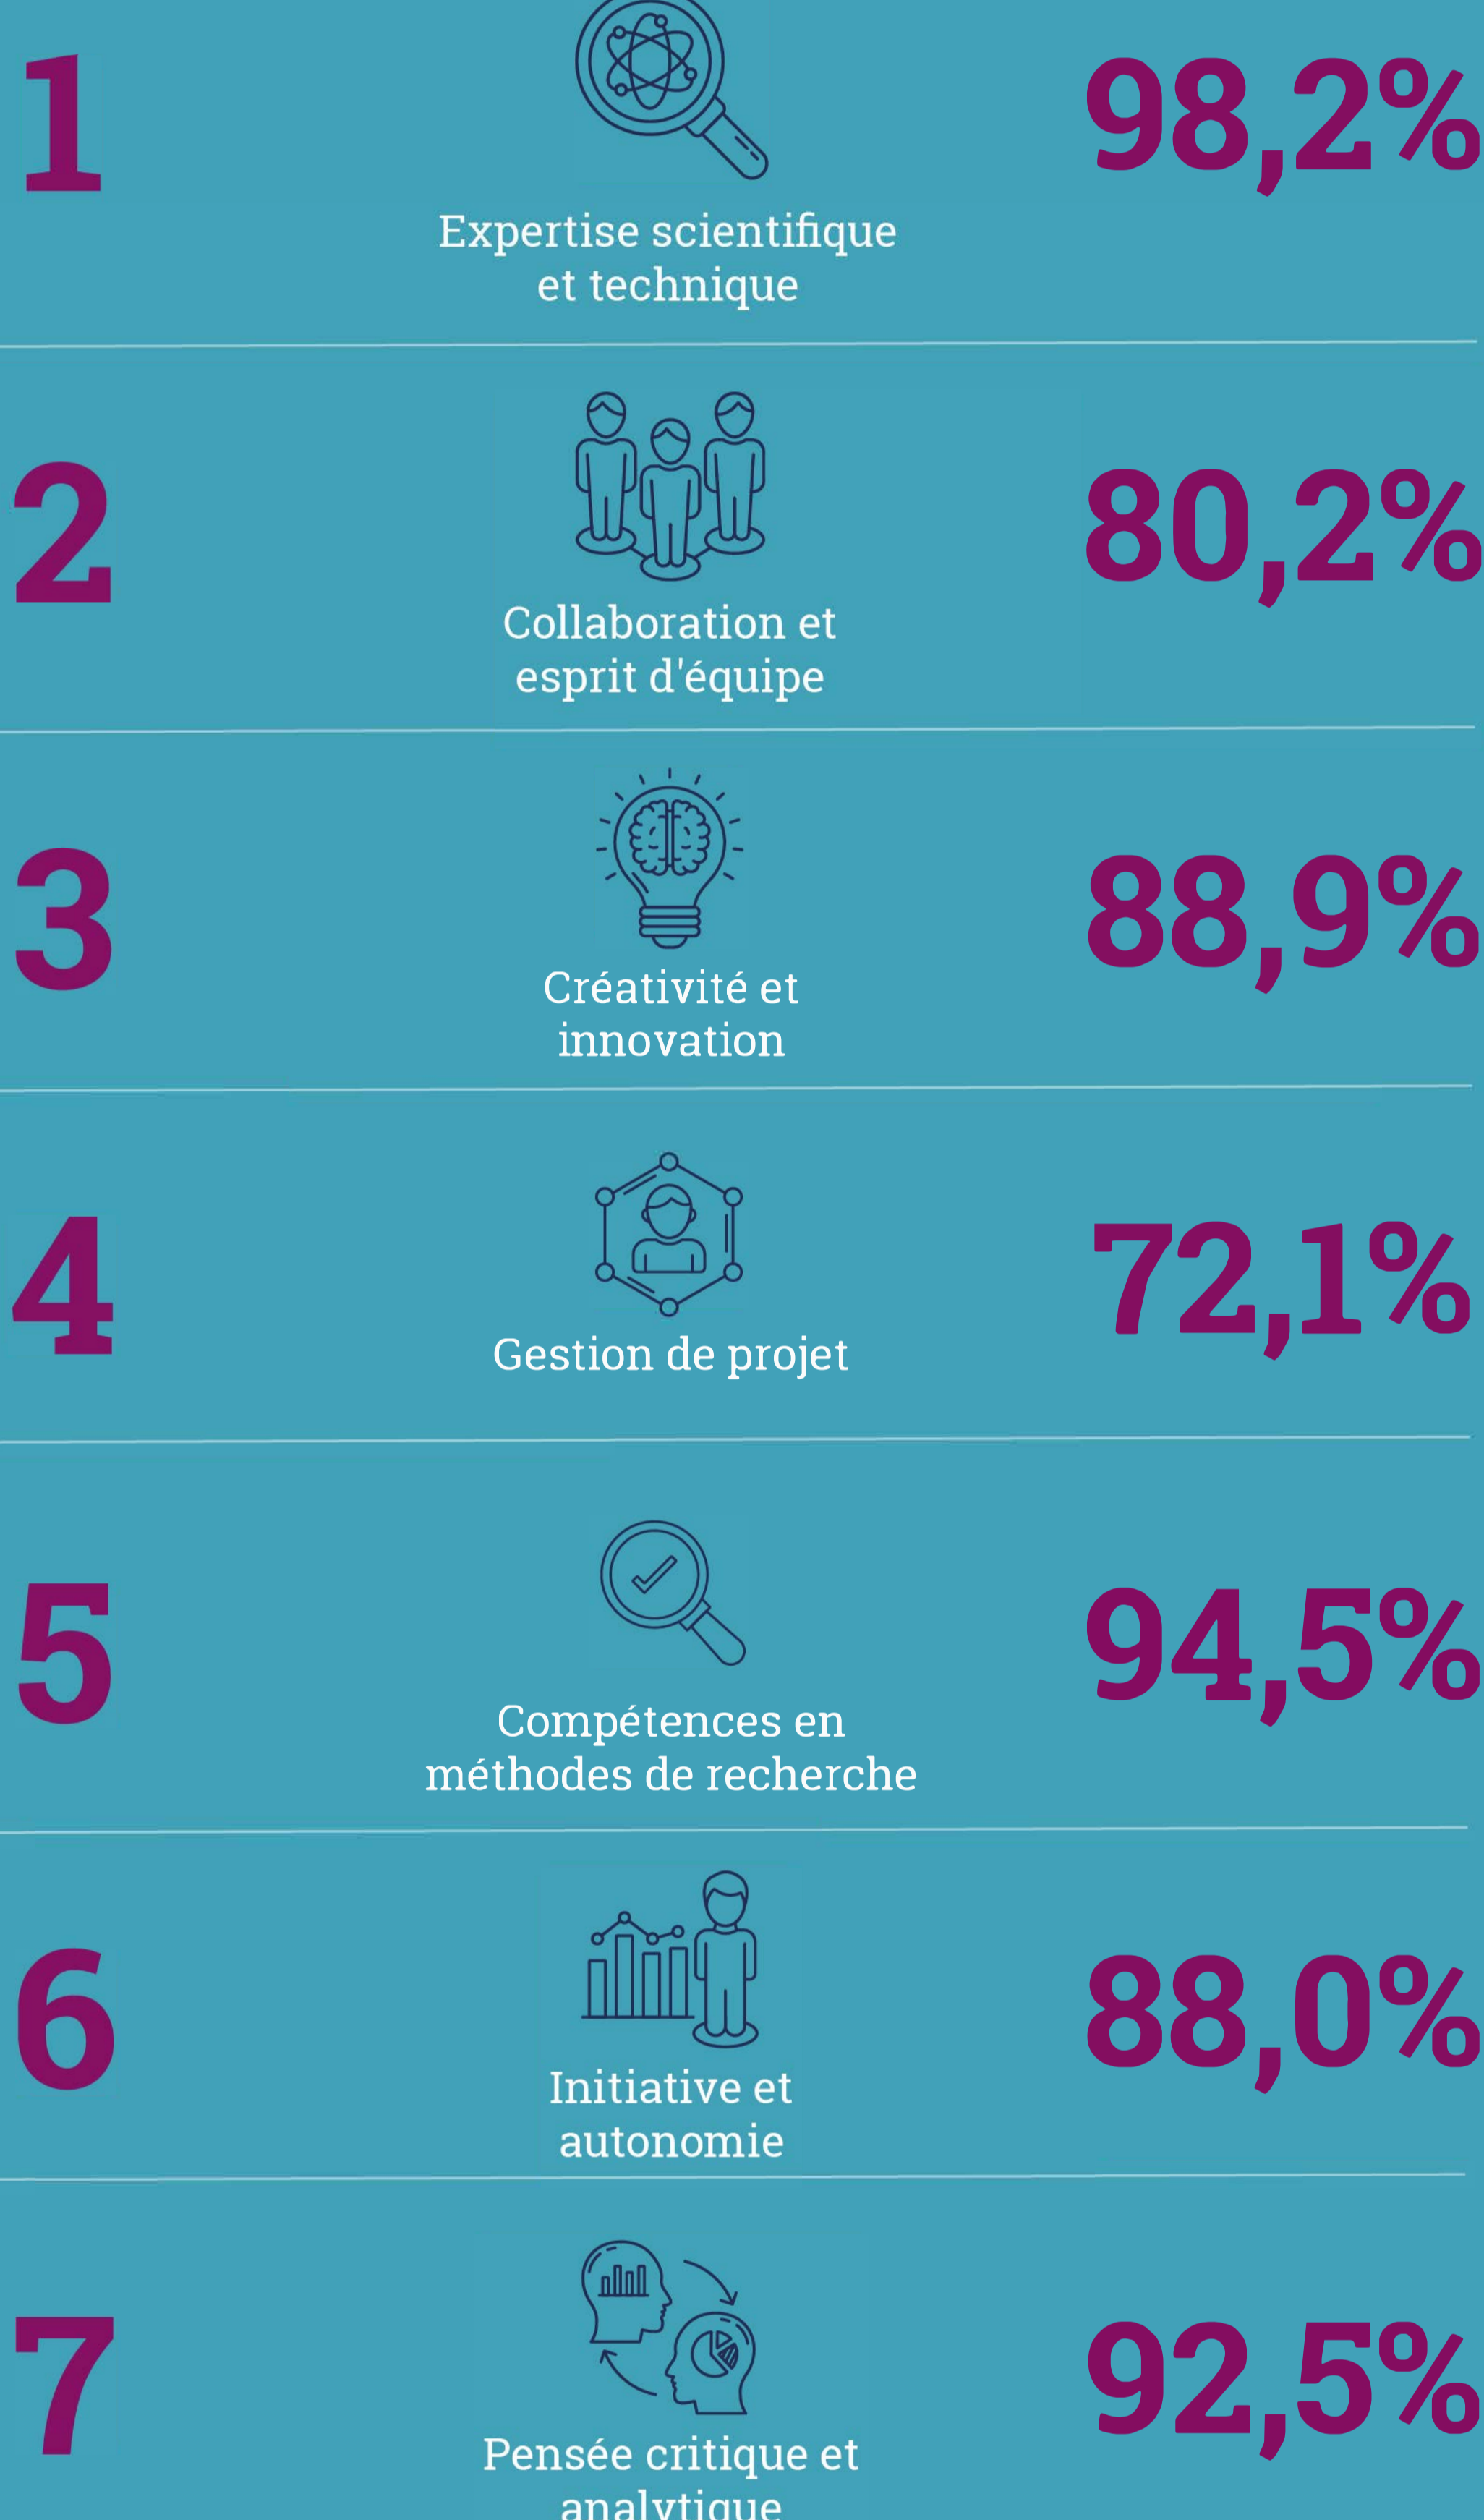 1
98,2%
Expertise scientifique
et technique
2
80,2%
Collaboration et
esprit d'équipe
3
88,9%
Créativité et
innovation
4
72,1%
Gestion de projet
5
94,5%
Compétences en
méthodes de recherche
6
88,0%
Initiative et
autonomie
7
92,5%
Pensée critique et
analytique